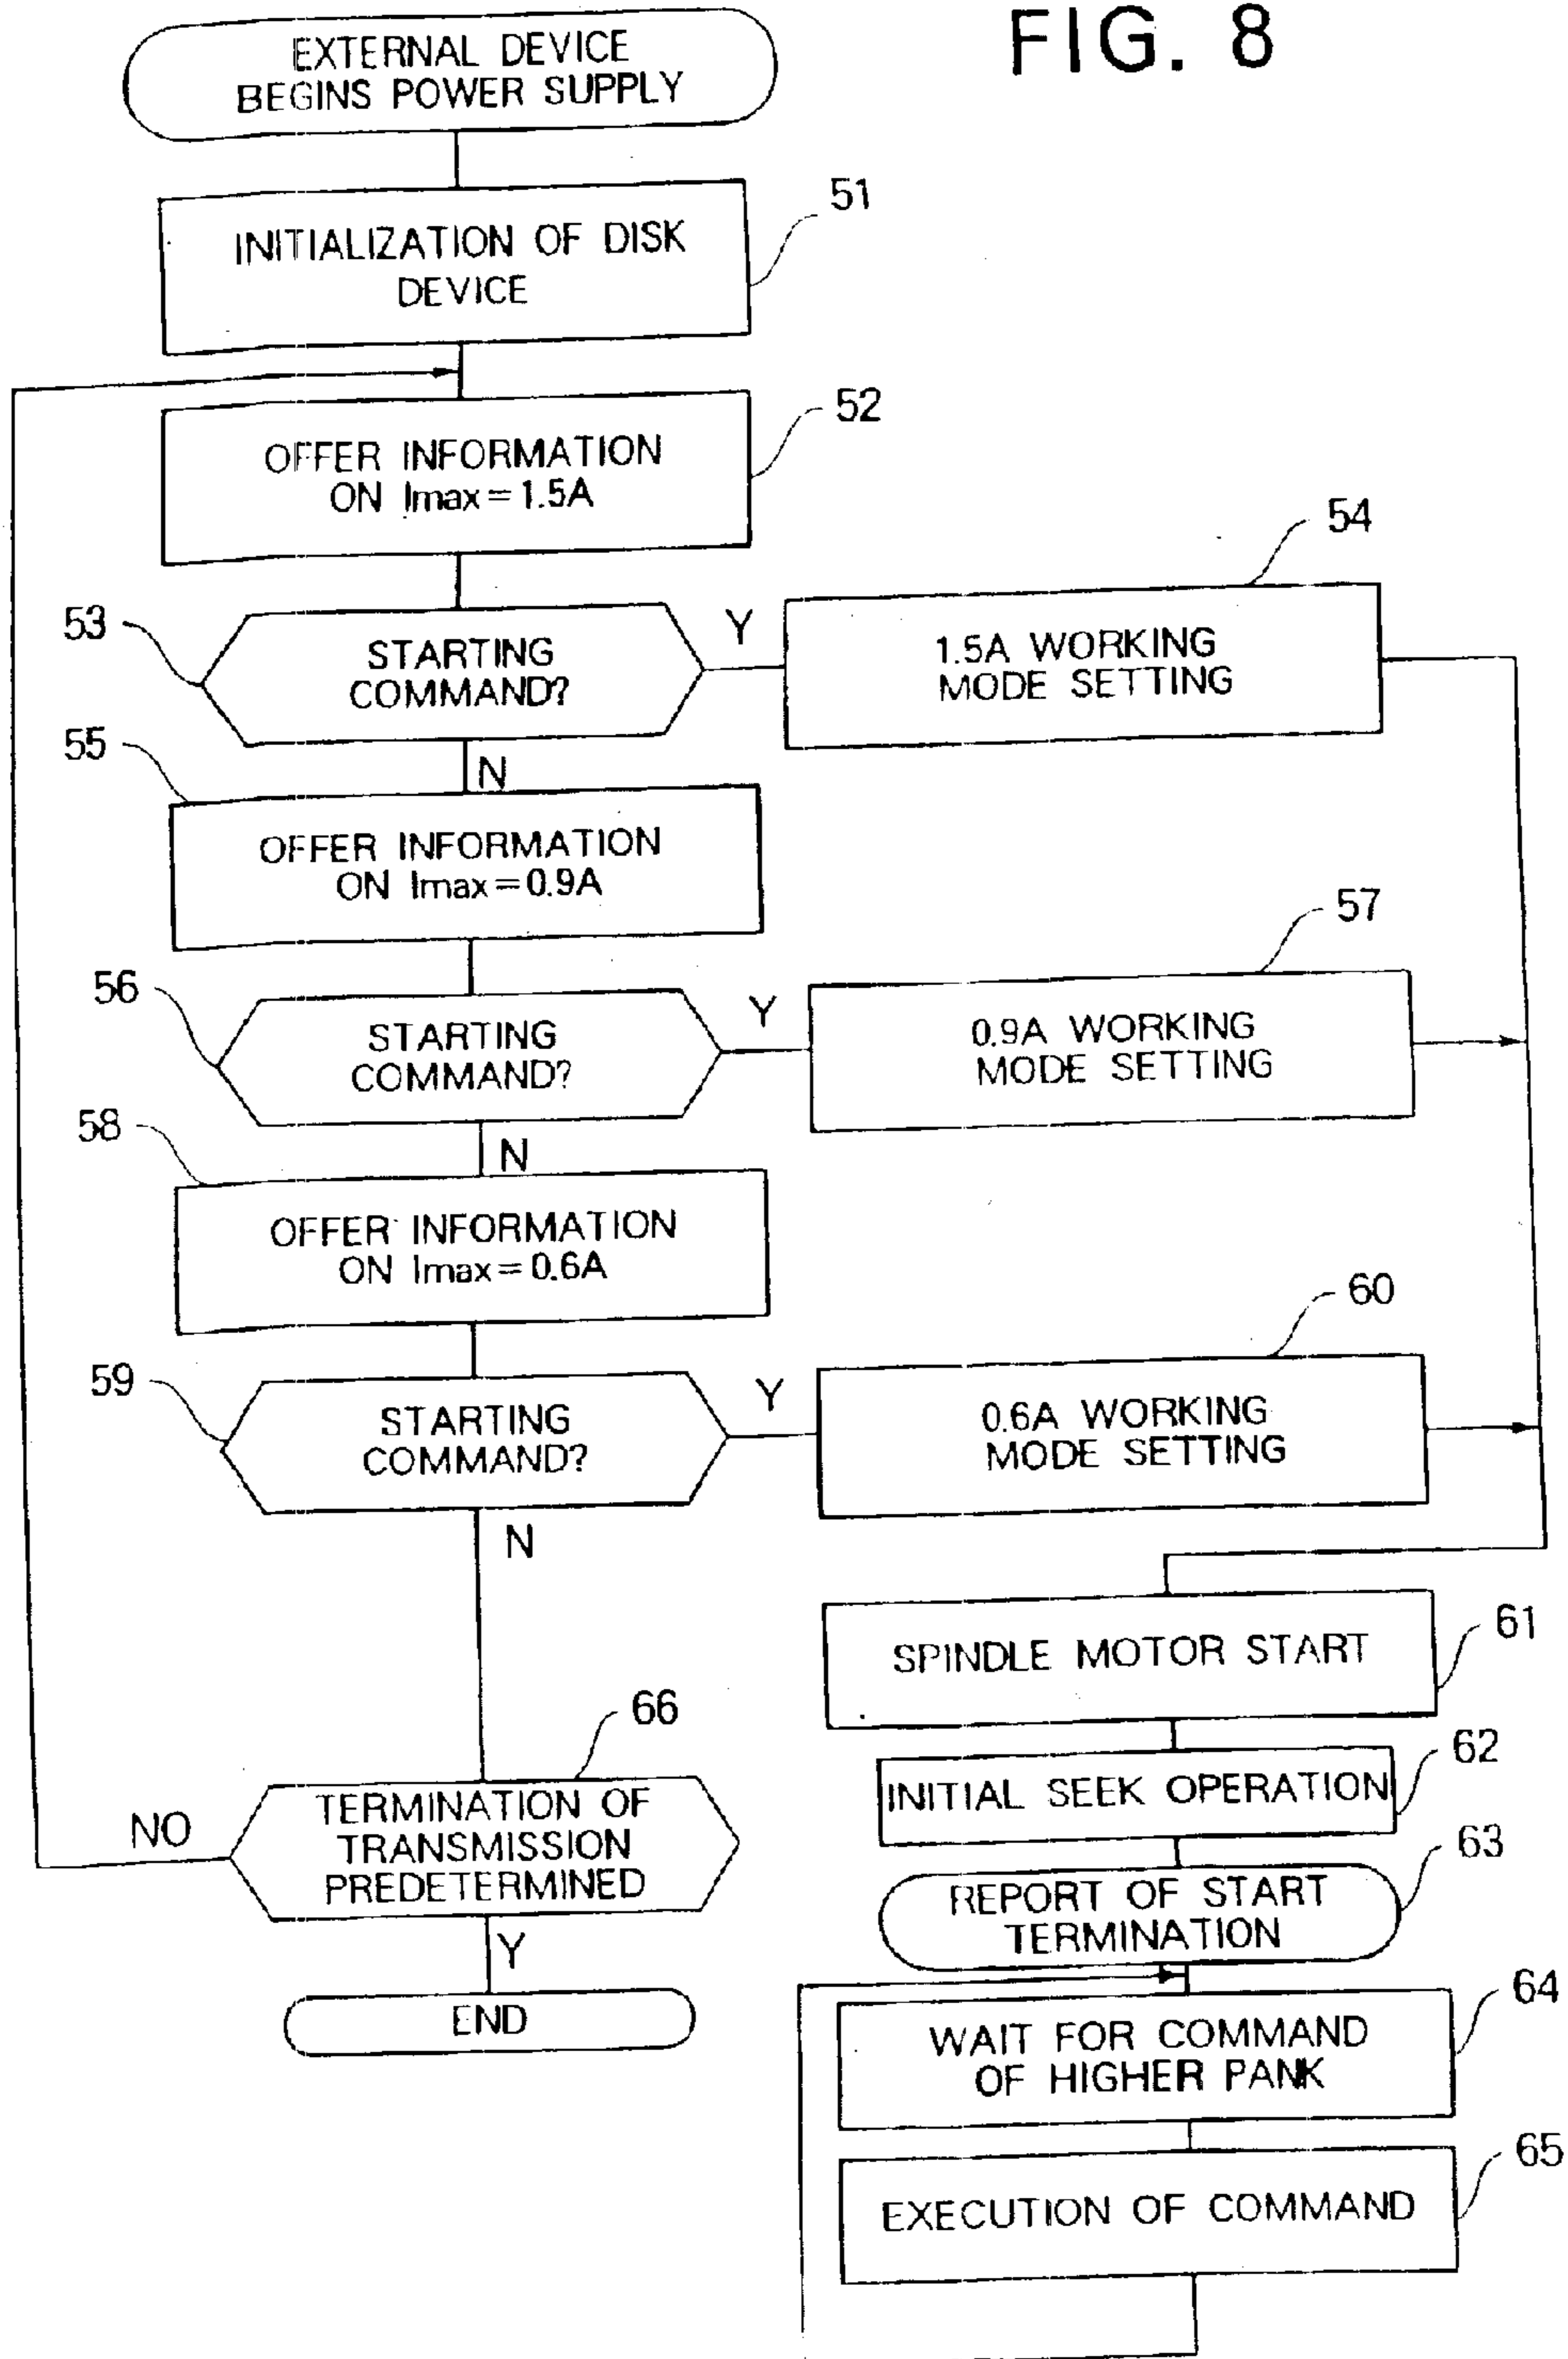 FIG. 8
EXTERNAL DEVICE
BEGINS POWER SUPPLY
51
INITIALIZATION OF DISK
DEVICE
52
OFFER INFORMATION
ON Imax=1.5A
53
STARTING
COMMAND?
Y
54
1.5A WORKING
MODE SETTING
N
55
OFFER INFORMATION
ON Imax=0.9A
56
STARTING
COMMAND?
Y
57
0.9A WORKING
MODE SETTING
N
58
OFFER INFORMATION
ON Imax=0.6A
59
STARTING
COMMAND?
Y
60
0.6A WORKING
MODE SETTING
N
61
SPINDLE MOTOR START
62
INITIAL SEEK OPERATION
63
REPORT OF START
TERMINATION
64
WAIT FOR COMMAND
OF HIGHER PANK
65
EXECUTION OF COMMAND
66
TERMINATION OF
TRANSMISSION
PREDETERMINED
NO
Y
END